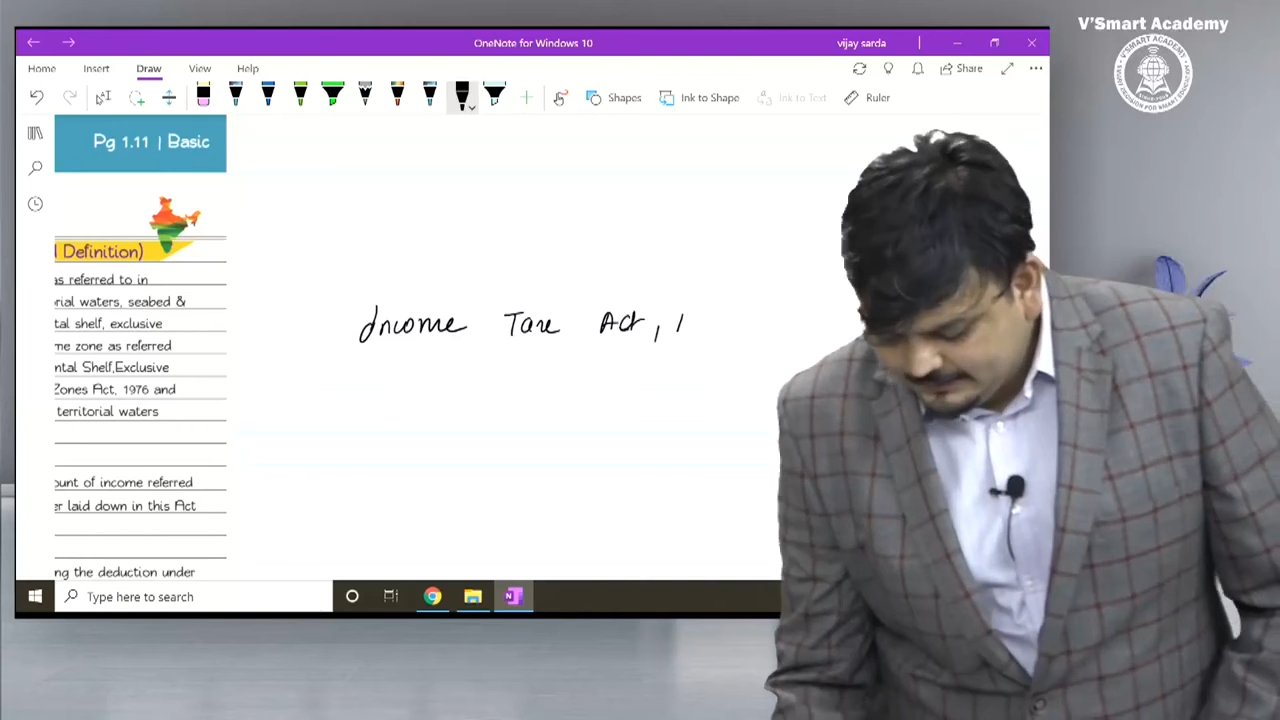 V'Smart Academy
OneNote for Windows 10
vijay sarda
Home Insert Draw View Help
Share
Shapes Ink to Shape Ink to Text Ruler
Pg 1.11 | Basic
Definition)
as referred to in
rial waters, seabed &
tal shelf, exclusive
me zone as referred
ntal Shelf,Exclusive
Zones Act, 1976 and
territorial waters
ount of income referred
er laid down in this Act
ng the deduction under
Income Tax Act, 1
Type here to search